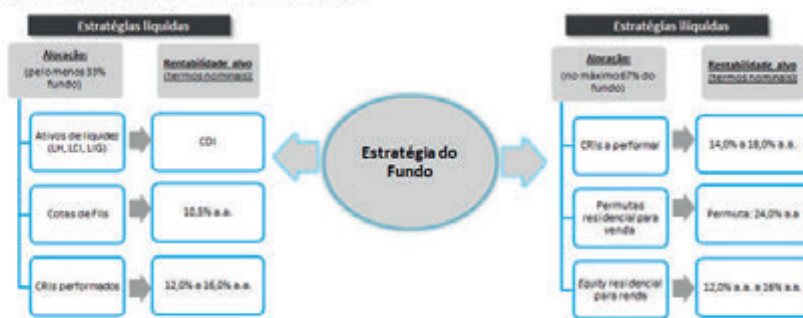 Estratégias líquidas
Alocação:
(pelo menos 33%
fundo)
Rentabilidade alvo
(termos nominais):
Ativos de liquidez
(LH, LCI, LIG)
CDI
Cotas de FIIs
10,5% a.a.
CRIs performados
12,0% a 16,0% a.a.
Estratégia do
Fundo
Estratégias ilíquidas
Alocação:
(no máximo 67% do
fundo)
Rentabilidade alvo
(termos nominais):
CRIs a performar
14,0% a 18,0% a.a.
Permutas
residencial para
venda
Permuta: 24,0% a.a
Equity residencial
para renda
12,0% a.a. a 16% a.a.